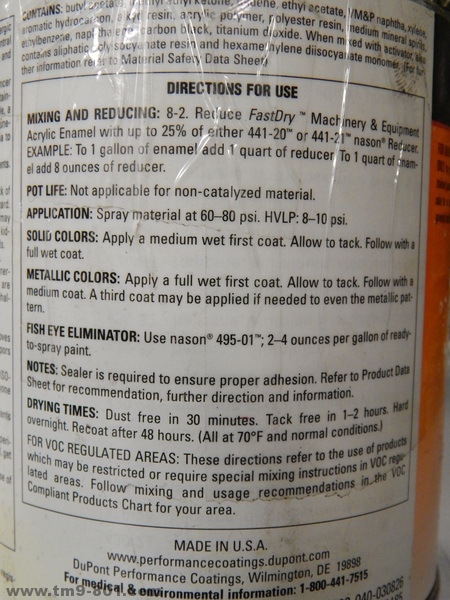 CONTAINS: butyl acetate, ethyl ketone, ethyl acetate, VM&P naphtha, xylene,
aromatic hydrocarbon, resin, acrylic polymer, polyester resin, medium mineral spirits,
ethylbenzene, carbon black, titanium dioxide. When mixed with activator, also
contains aliphatic polyisocyanate resin and hexamethylene diisocyanate monomer. (For fur-
ther information refer to Material Safety Data Sheet)
DIRECTIONS FOR USE
MIXING AND REDUCING: 8-2. Reduce FastDry™ Machinery & Equipment
Acrylic Enamel with up to 25% of either 441-20™ or 441-21™ nason® Reducer.
EXAMPLE: To 1 gallon of enamel add 1 quart of reducer. To 1 quart of enam-
el add 8 ounces of reducer.
POT LIFE: Not applicable for non-catalyzed material.
APPLICATION: Spray material at 60–80 psi. HVLP: 8–10 psi.
SOLID COLORS: Apply a medium wet first coat. Allow to tack. Follow with a
full wet coat.
METALLIC COLORS: Apply a full wet first coat. Allow to tack. Follow with a
medium coat. A third coat may be applied if needed to even the metallic pat-
tern.
FISH EYE ELIMINATOR: Use nason® 495-01™; 2–4 ounces per gallon of ready-
to-spray paint.
NOTES: Sealer is required to ensure proper adhesion. Refer to Product Data
Sheet for recommendation, further direction and information.
DRYING TIMES: Dust free in 30 minutes. Tack free in 1–2 hours. Hard
overnight. Recoat after 48 hours. (All at 70°F and normal conditions.)
FOR VOC REGULATED AREAS: These directions refer to the use of products
which may be restricted or require special mixing instructions in VOC regu-
lated areas. Follow mixing and usage recommendations in the VOC
Compliant Products Chart for your area.
MADE IN U.S.A.
www.performancecoatings.dupont.com
DuPont Performance Coatings, Wilmington, DE 19898
For medical & environmental information: 1-800-441-7515
www.tm9-801.com